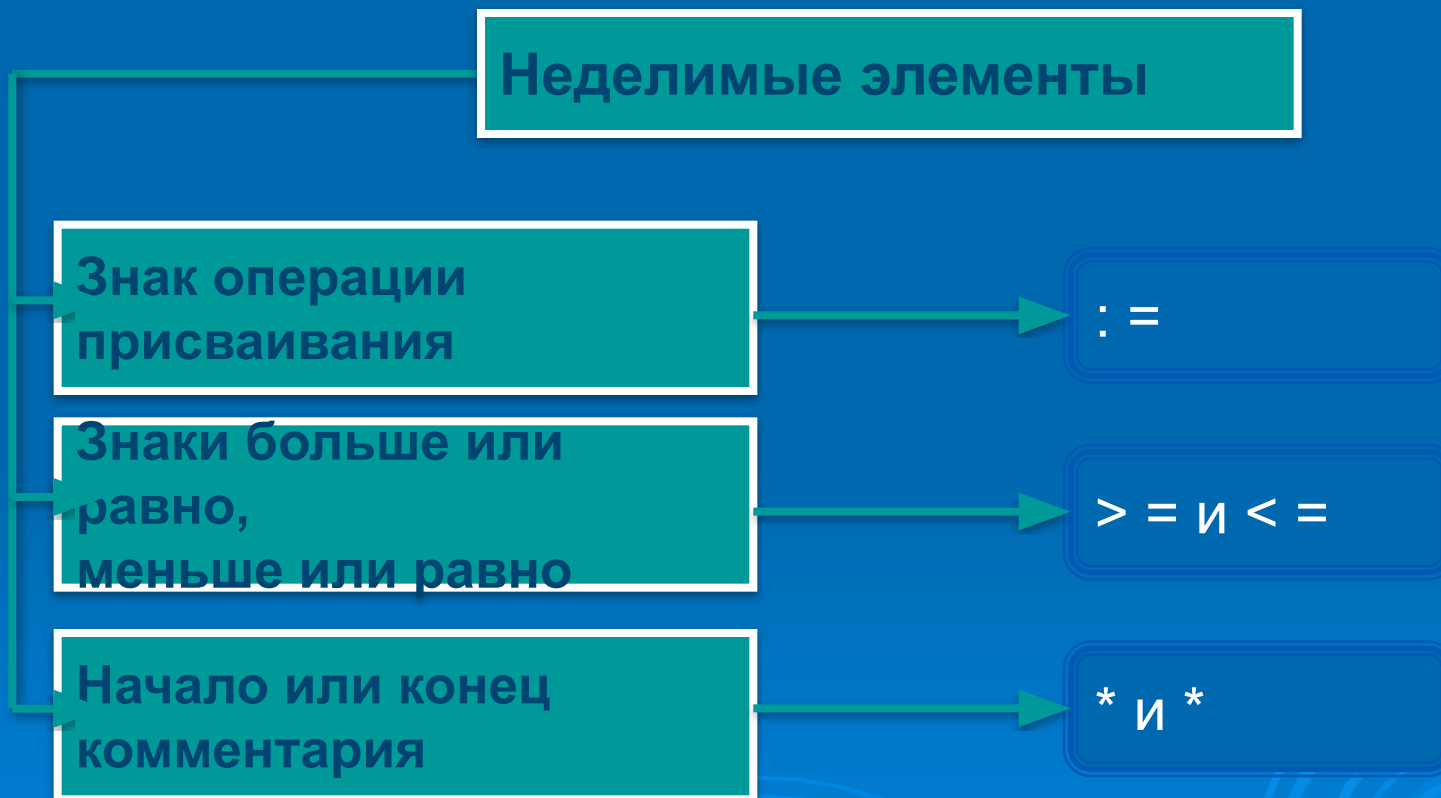 Неделимые элементы
Знак операции
присваивания
: =
Знаки больше или
равно,
меньше или равно
> = и < =
Начало или конец
комментария
* и *